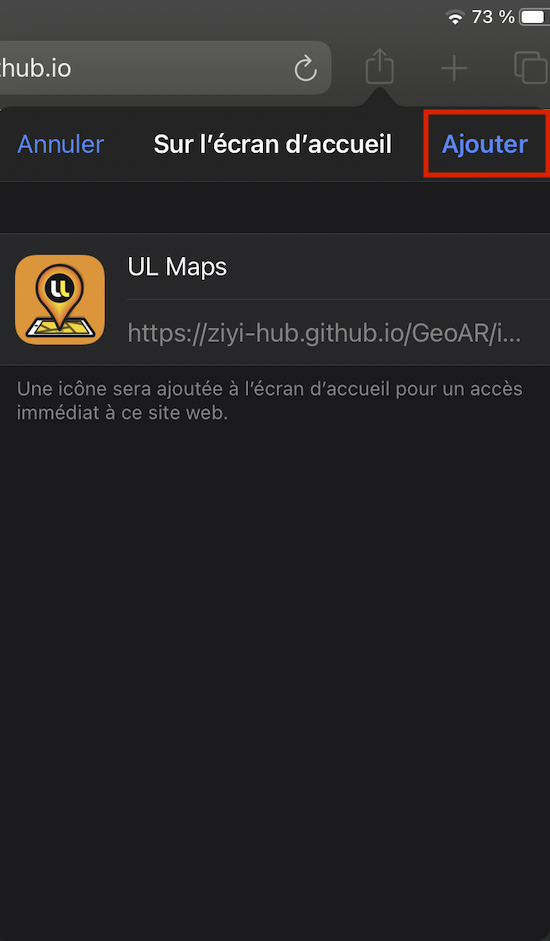 73 %
thub.io
Annuler Sur l’écran d’accueil Ajouter
UL
UL Maps
https://ziyi-hub.github.io/GeoAR/i...
Une icône sera ajoutée à l’écran d’accueil pour un accès
immédiat à ce site web.